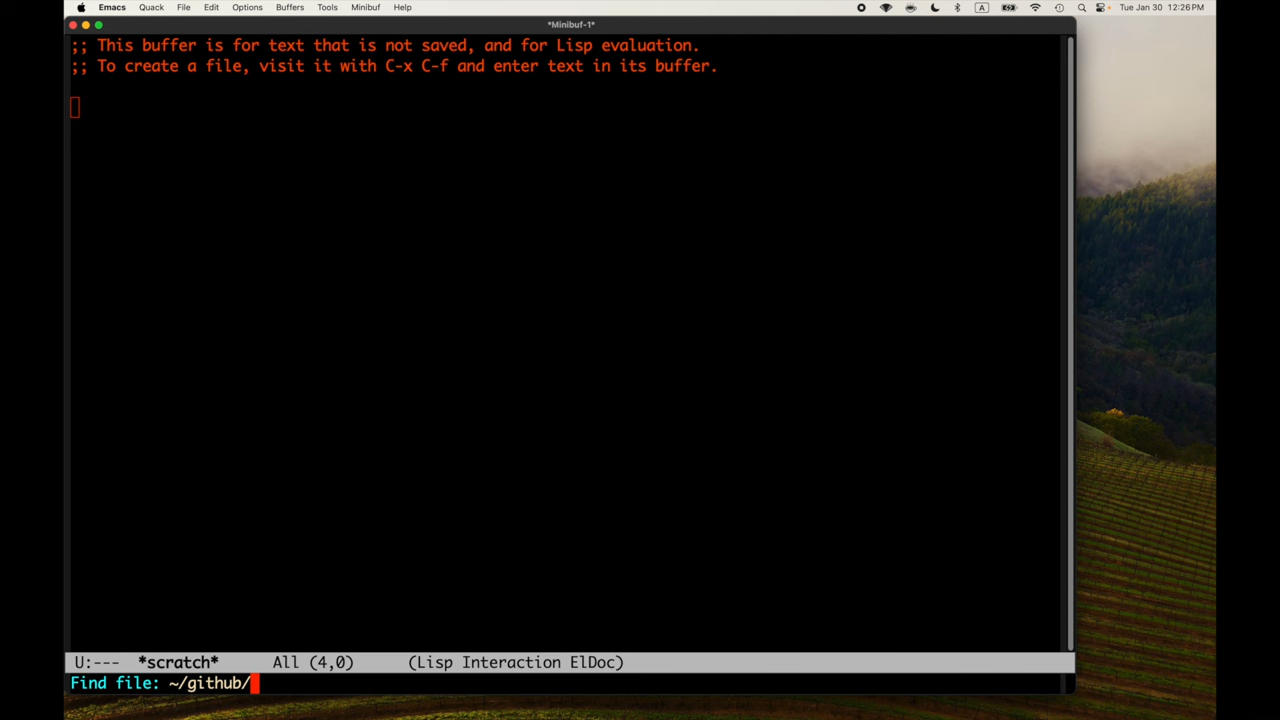 Emacs Quack File Edit Options Buffers Tools Minibuf Help A Tue Jan 30 12:26 PM
*Minibuf-1*
;; This buffer is for text that is not saved, and for Lisp evaluation.
;; To create a file, visit it with C-x C-f and enter text in its buffer.
U:--- *scratch* All (4,0) (Lisp Interaction ElDoc)
Find file: ~/github/